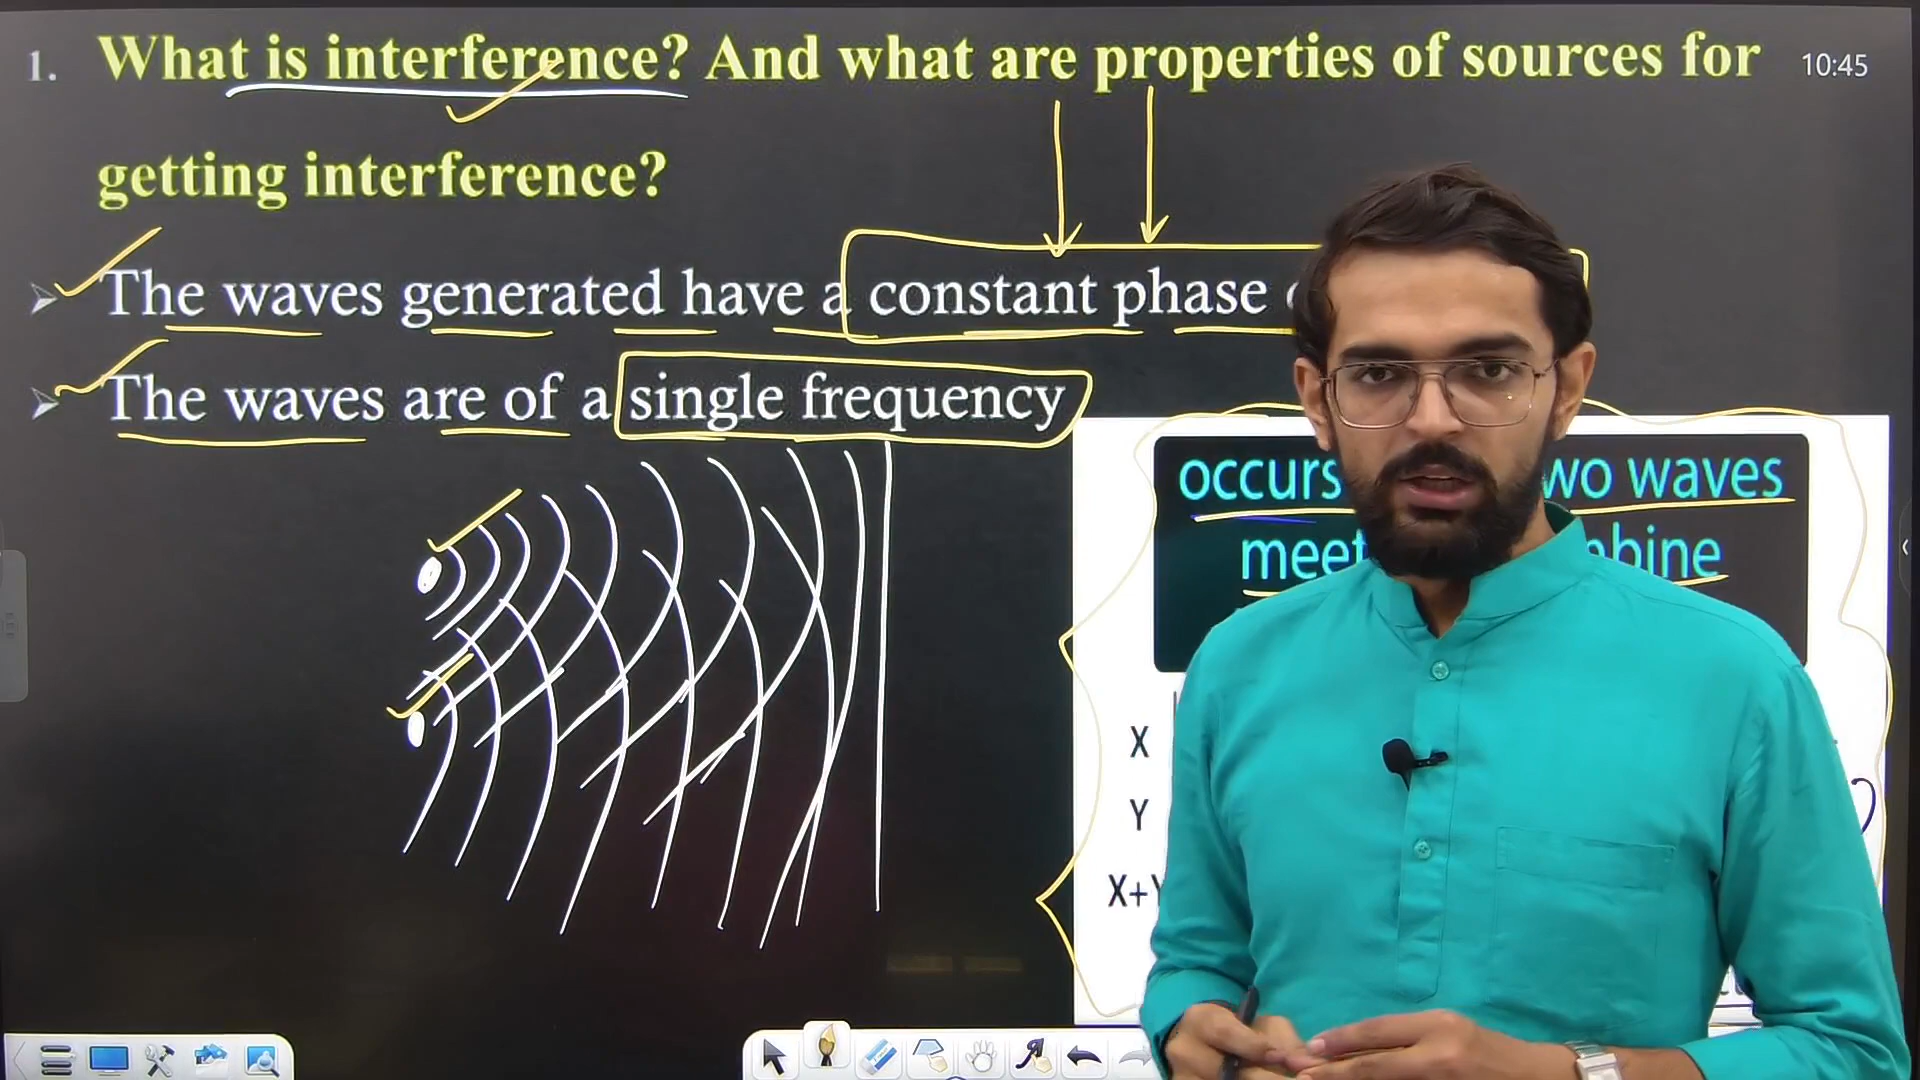 1. What is interference? And what are properties of sources for
10:45
getting interference?
➢ The waves generated have a constant phase
➢ The waves are of a single frequency
occurs wo waves
meet bine
X
Y
X+Y